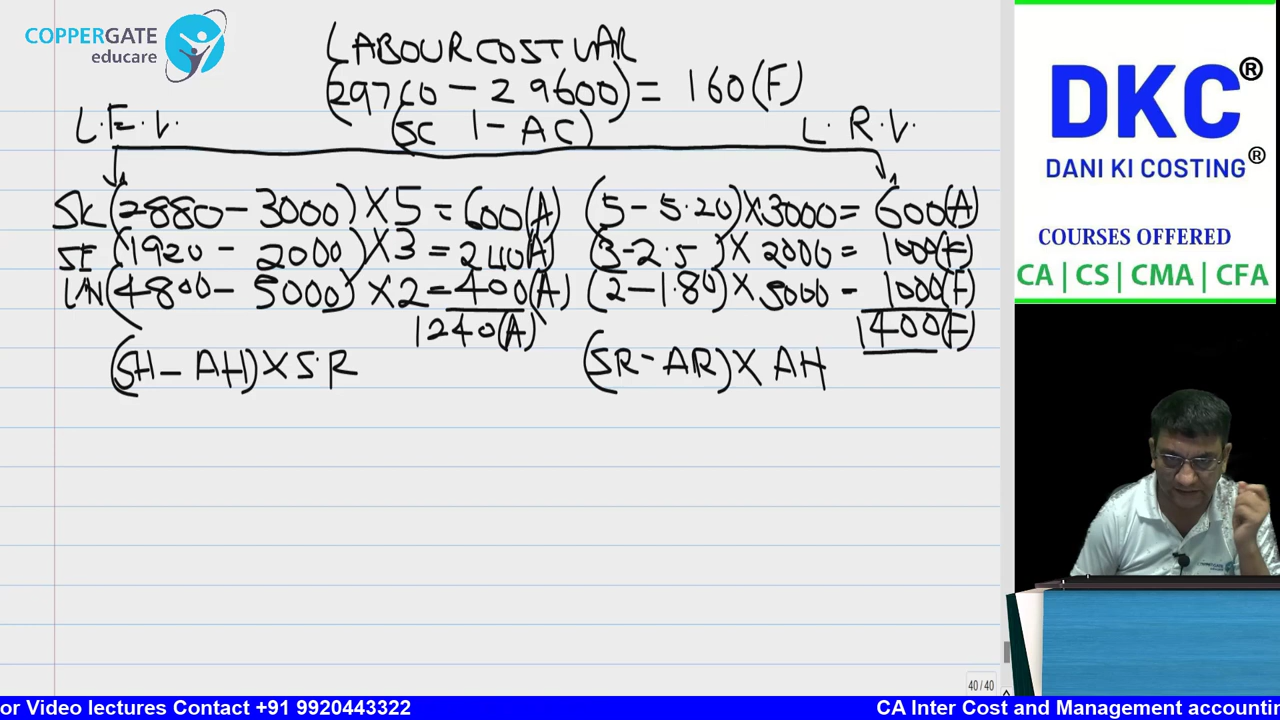 COPPERGATE
educare
LABOUR COST VAR
(29760 - 29600) = 160 (F)
L.E.V. (SC - AC) L.R.V.
SK (2880 - 3000) X 5 = 600 (A) (5 - 5.20) X 3000 = 600 (A)
SE (1920 - 2000) X 3 = 240 (A) (3 - 2.5) X 2000 = 1000 (F)
UN (4800 - 5000) X 2 = 400 (A) (2 - 1.80) X 5000 = 1000 (F)
1240 (A) 1400 (F)
(SH - AH) X S.R (SR - AR) X AH
40/40
DKC®
DANI KI COSTING®
COURSES OFFERED
CA | CS | CMA | CFA
or Video lectures Contact +91 9920443322 CA Inter Cost and Management accountin